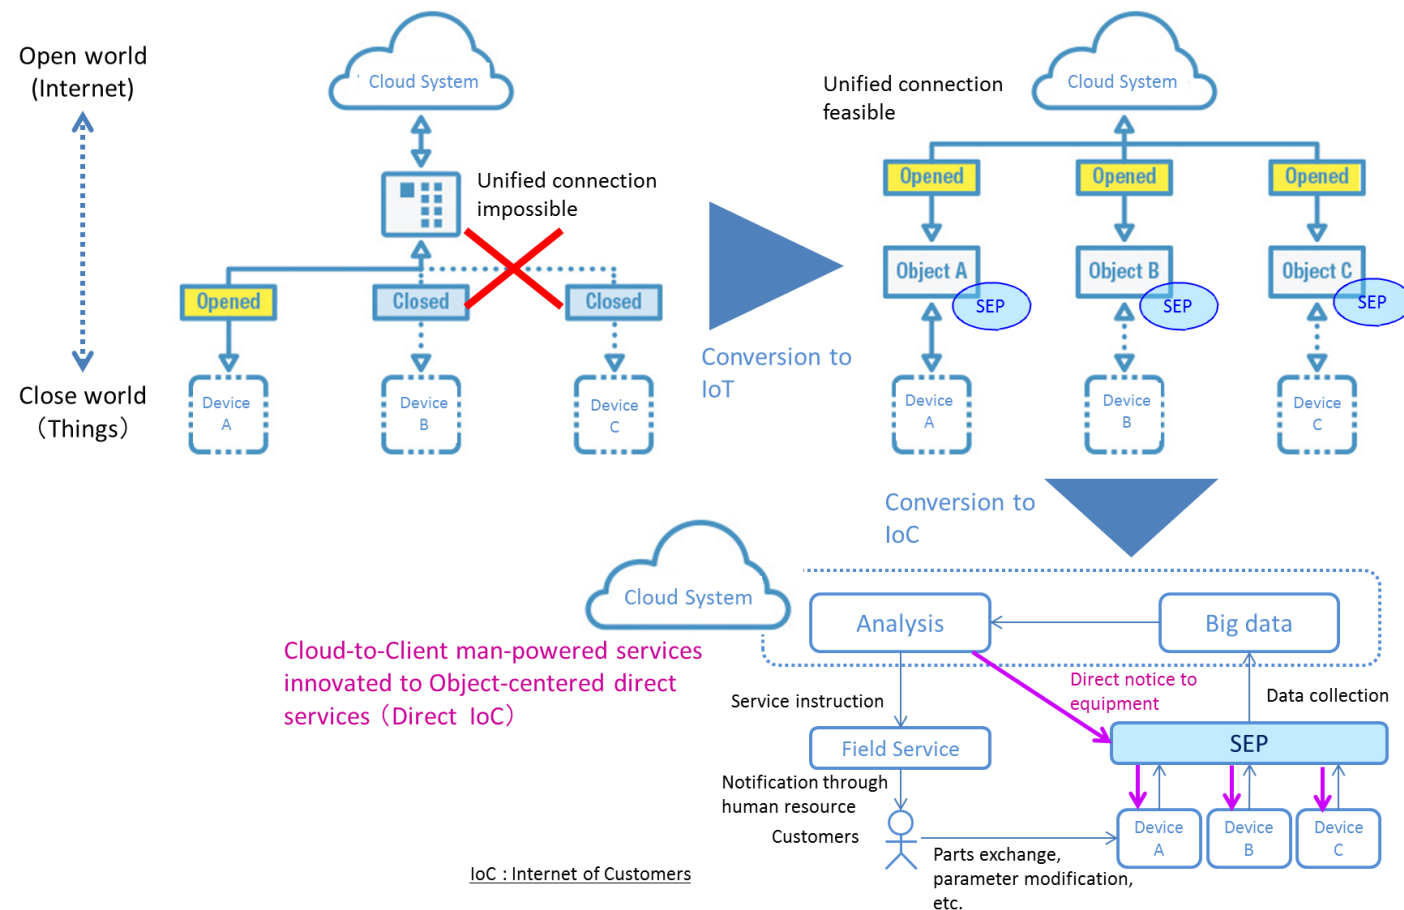 Open world
(Internet)
Close world
（Things）
Cloud System
Unified connection
impossible
Opened
Closed
Closed
Device
A
Device
B
Device
C
Conversion to
IoT
Unified connection
feasible
Cloud System
Opened
Opened
Opened
Object A
Object B
Object C
SEP
SEP
SEP
Device
A
Device
B
Device
C
Conversion to
IoC
Cloud System
Analysis
Big data
Cloud-to-Client man-powered services
innovated to Object-centered direct
services（Direct IoC）
Service instruction
Direct notice to
equipment
Data collection
Field Service
SEP
Notification through
human resource
Customers
Device
A
Device
B
Device
C
Parts exchange,
parameter modification,
etc.
IoC : Internet of Customers